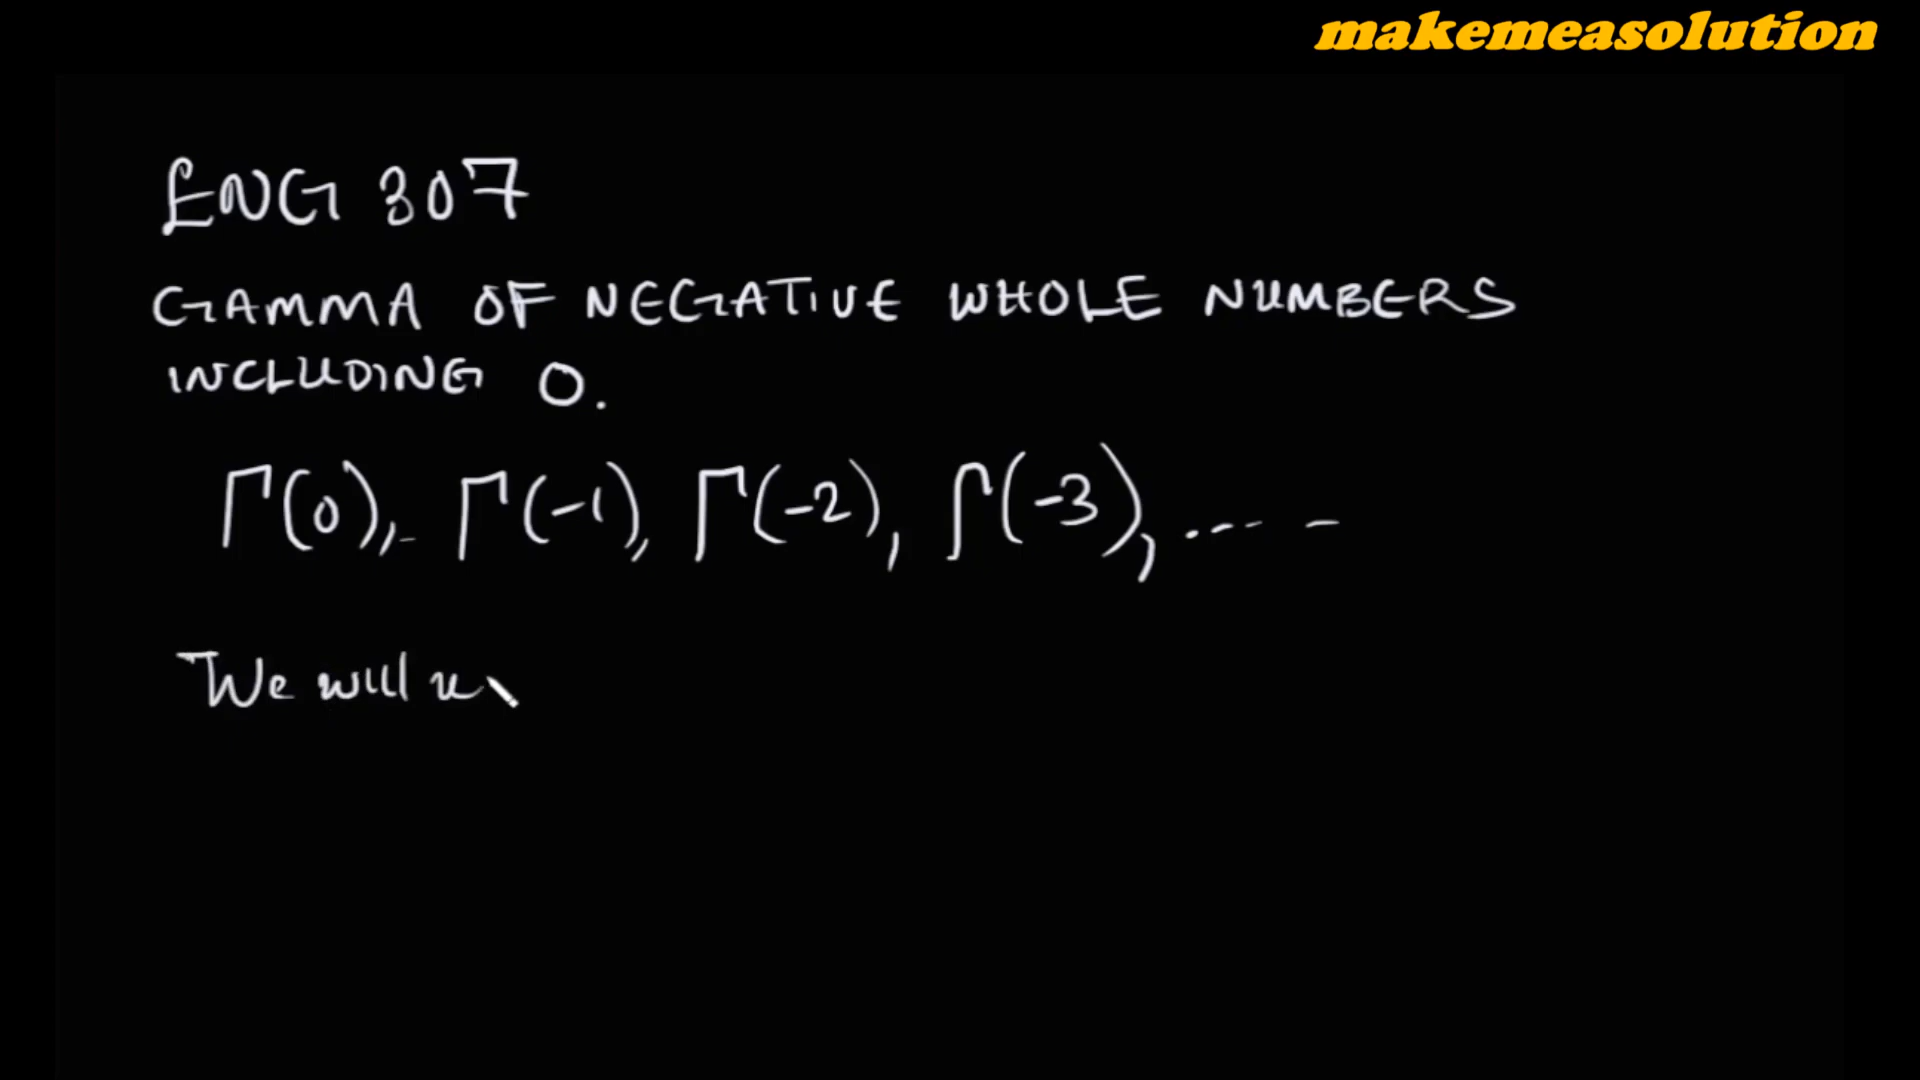 makemeasolution
ENG 307
GAMMA OF NEGATIVE WHOLE NUMBERS
INCLUDING 0.
Γ(0), Γ(-1), Γ(-2), Γ(-3), ....
We will u